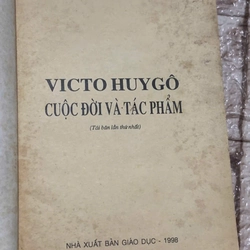 VICTO HUYGÔ
CUỘC ĐỜI VÀ TÁC PHẨM
(Tái bản lần thứ nhất)
NHÀ XUẤT BẢN GIÁO DỤC - 1998